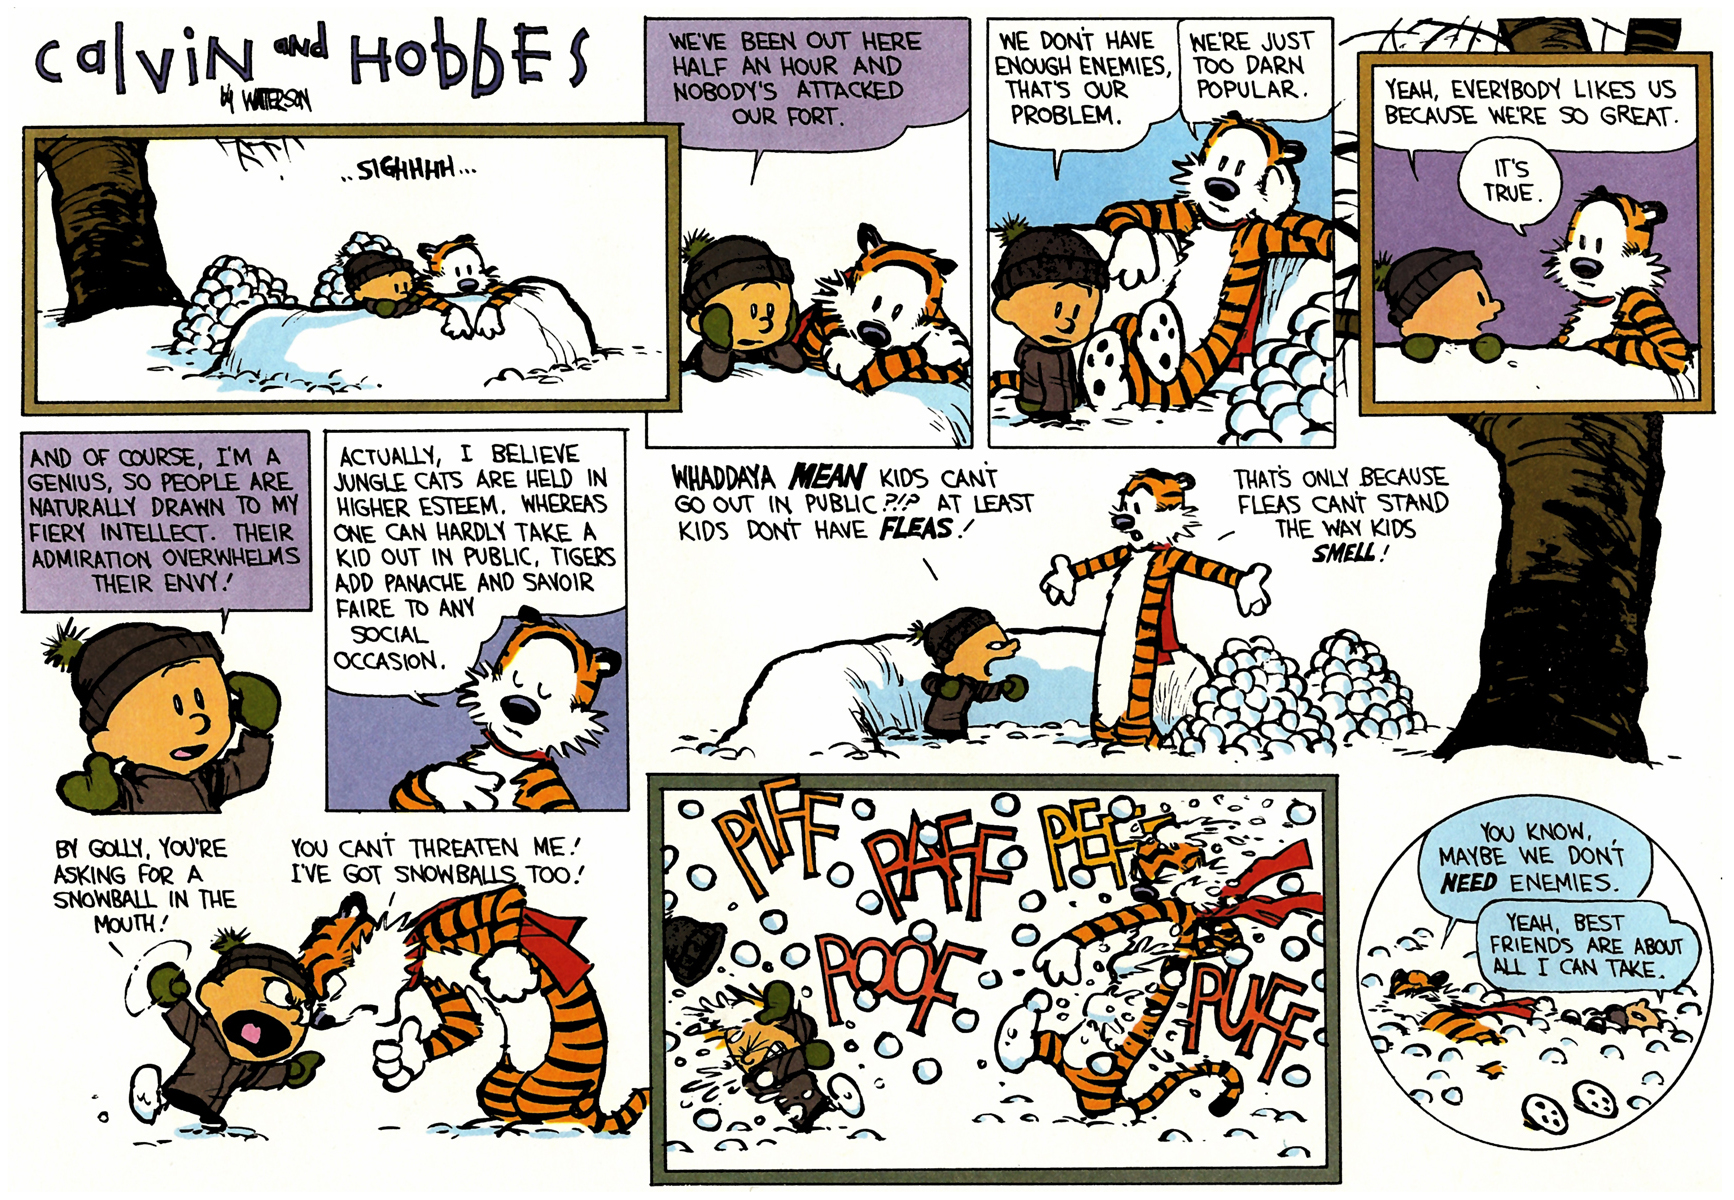 CALVIN AND HOBBES
by WATTERSON
..SIGHHHH...
WE'VE BEEN OUT HERE
HALF AN HOUR AND
NOBODY'S ATTACKED
OUR FORT.
WE DON'T HAVE
ENOUGH ENEMIES,
THAT'S OUR
PROBLEM.
WE'RE JUST
TOO DARN
POPULAR.
YEAH, EVERYBODY LIKES US
BECAUSE WE'RE SO GREAT.
IT'S
TRUE.
AND OF COURSE, I'M A
GENIUS, SO PEOPLE ARE
NATURALLY DRAWN TO MY
FIERY INTELLECT. THEIR
ADMIRATION OVERWHELMS
THEIR ENVY!
ACTUALLY, I BELIEVE
JUNGLE CATS ARE HELD IN
HIGHER ESTEEM. WHEREAS
ONE CAN HARDLY TAKE A
KID OUT IN PUBLIC, TIGERS
ADD PANACHE AND SAVOIR
FAIRE TO ANY
SOCIAL
OCCASION.
WHADDAYA MEAN KIDS CAN'T
GO OUT IN PUBLIC?!? AT LEAST
KIDS DON'T HAVE FLEAS!
THAT'S ONLY BECAUSE
FLEAS CAN'T STAND
THE WAY KIDS
SMELL!
BY GOLLY, YOU'RE
ASKING FOR A
SNOWBALL IN THE
MOUTH!
YOU CAN'T THREATEN ME!
I'VE GOT SNOWBALLS TOO!
PIFF
PAFF
PEFF
POOF
PUFF
YOU KNOW,
MAYBE WE DON'T
NEED ENEMIES.
YEAH, BEST
FRIENDS ARE ABOUT
ALL I CAN TAKE.